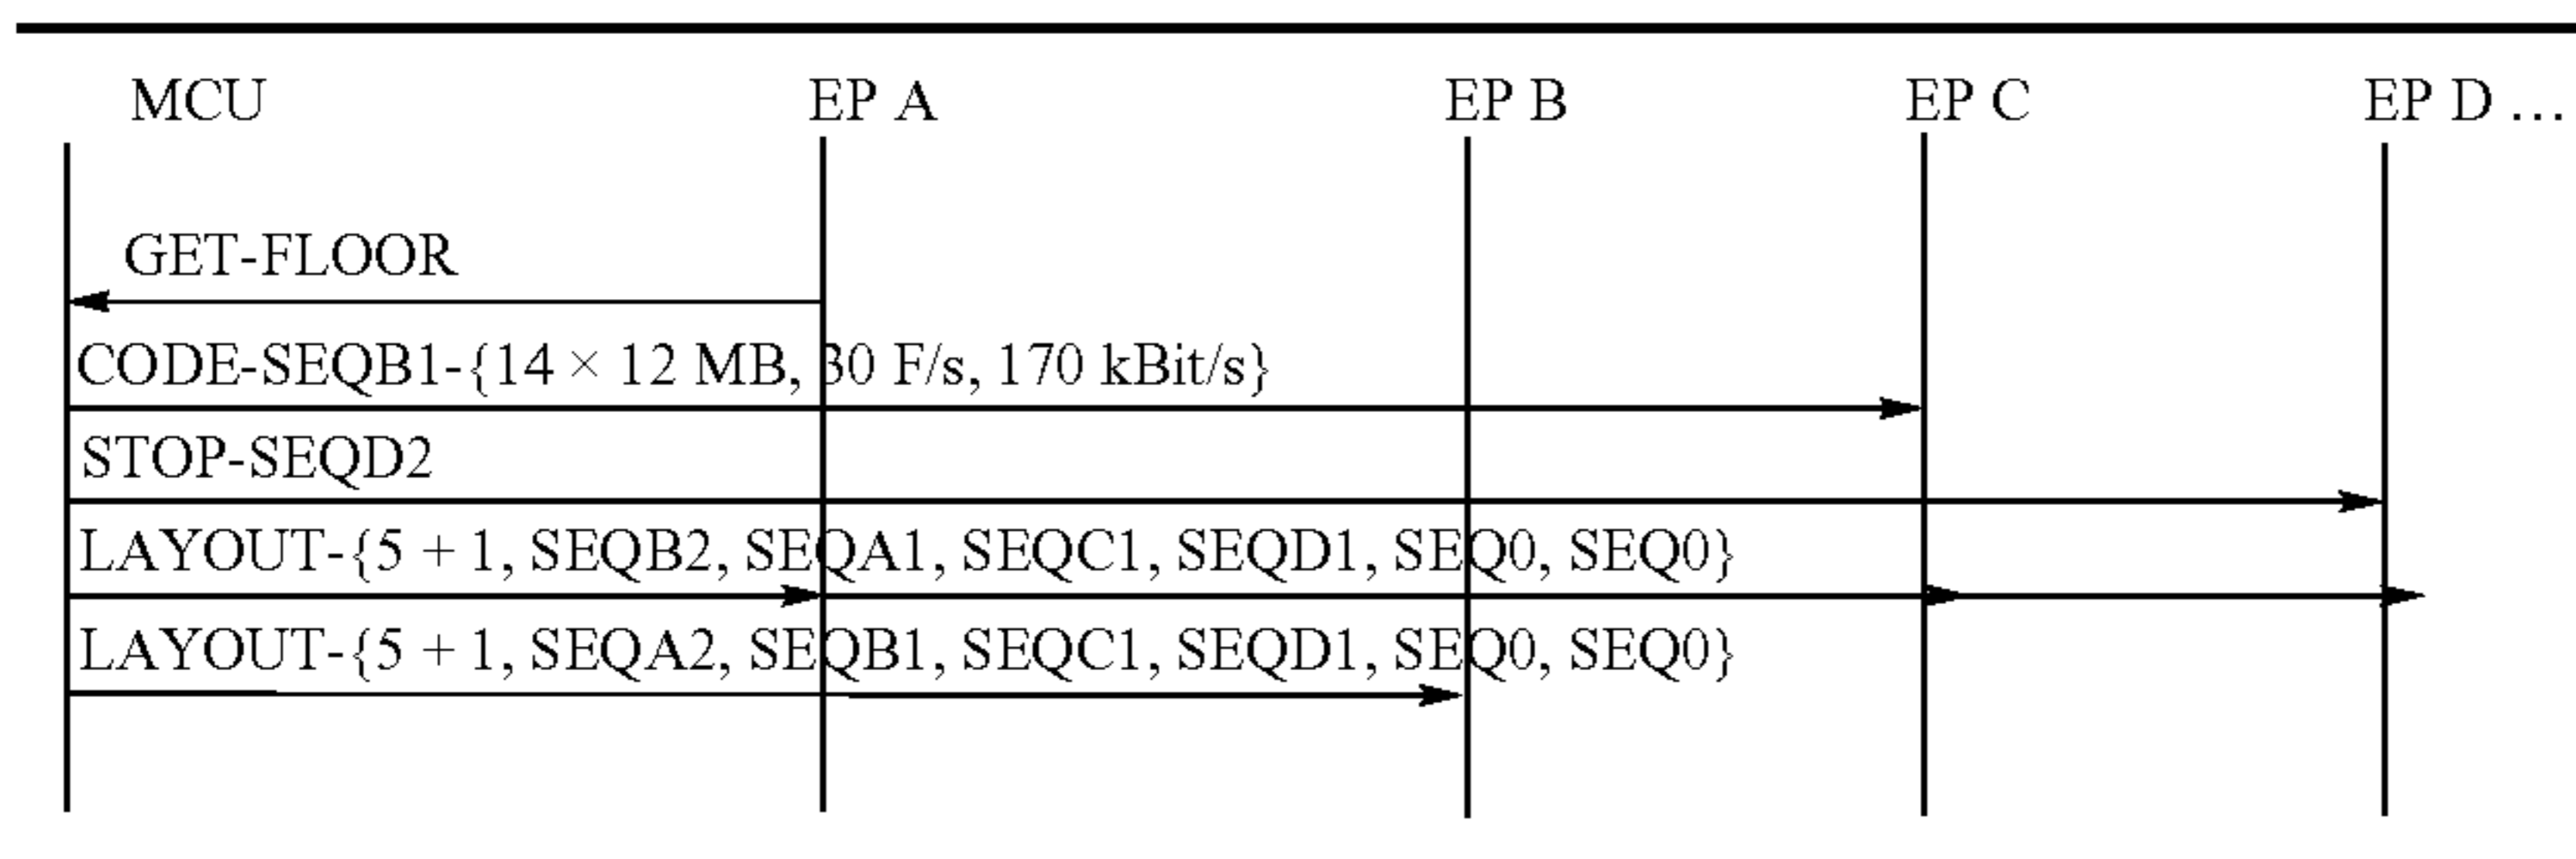 MCU EP A EP B EP C EP D …
GET-FLOOR
CODE-SEQB1-{14 × 12 MB, 30 F/s, 170 kBit/s}
STOP-SEQD2
LAYOUT-{5 + 1, SEQB2, SEQA1, SEQC1, SEQD1, SEQ0, SEQ0}
LAYOUT-{5 + 1, SEQA2, SEQB1, SEQC1, SEQD1, SEQ0, SEQ0}